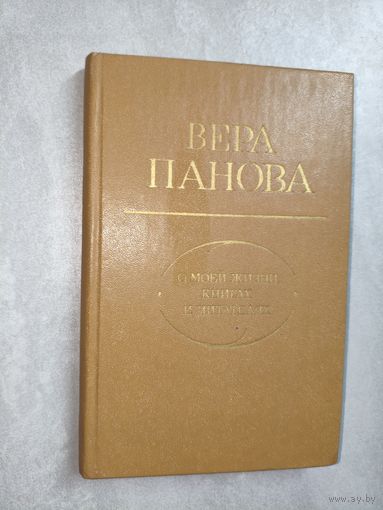 ВЕРА
ПАНОВА
О МОЕЙ ЖИЗНИ,
КНИГАХ
И ЧИТАТЕЛЯХ
www.ay.by